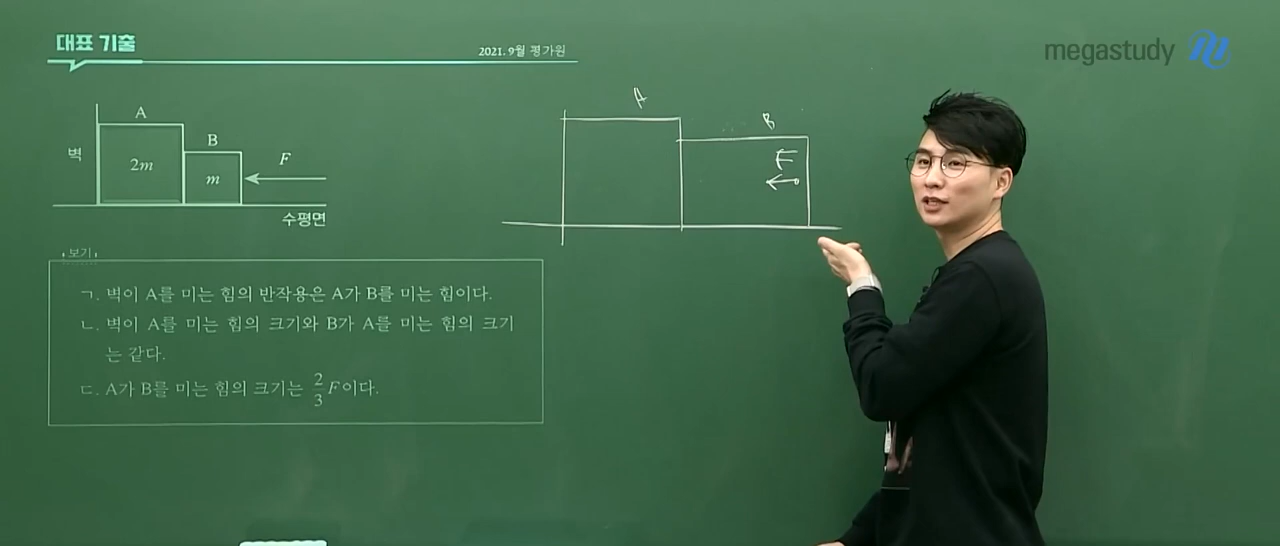 대표 기출
2021. 9월 평가원
megastudy
A
B
벽
2m
m
F
수평면
A
B
F
보기
ㄱ. 벽이 A를 미는 힘의 반작용은 A가 B를 미는 힘이다.
ㄴ. 벽이 A를 미는 힘의 크기와 B가 A를 미는 힘의 크기
는 같다.
ㄷ. A가 B를 미는 힘의 크기는 2/3 F이다.